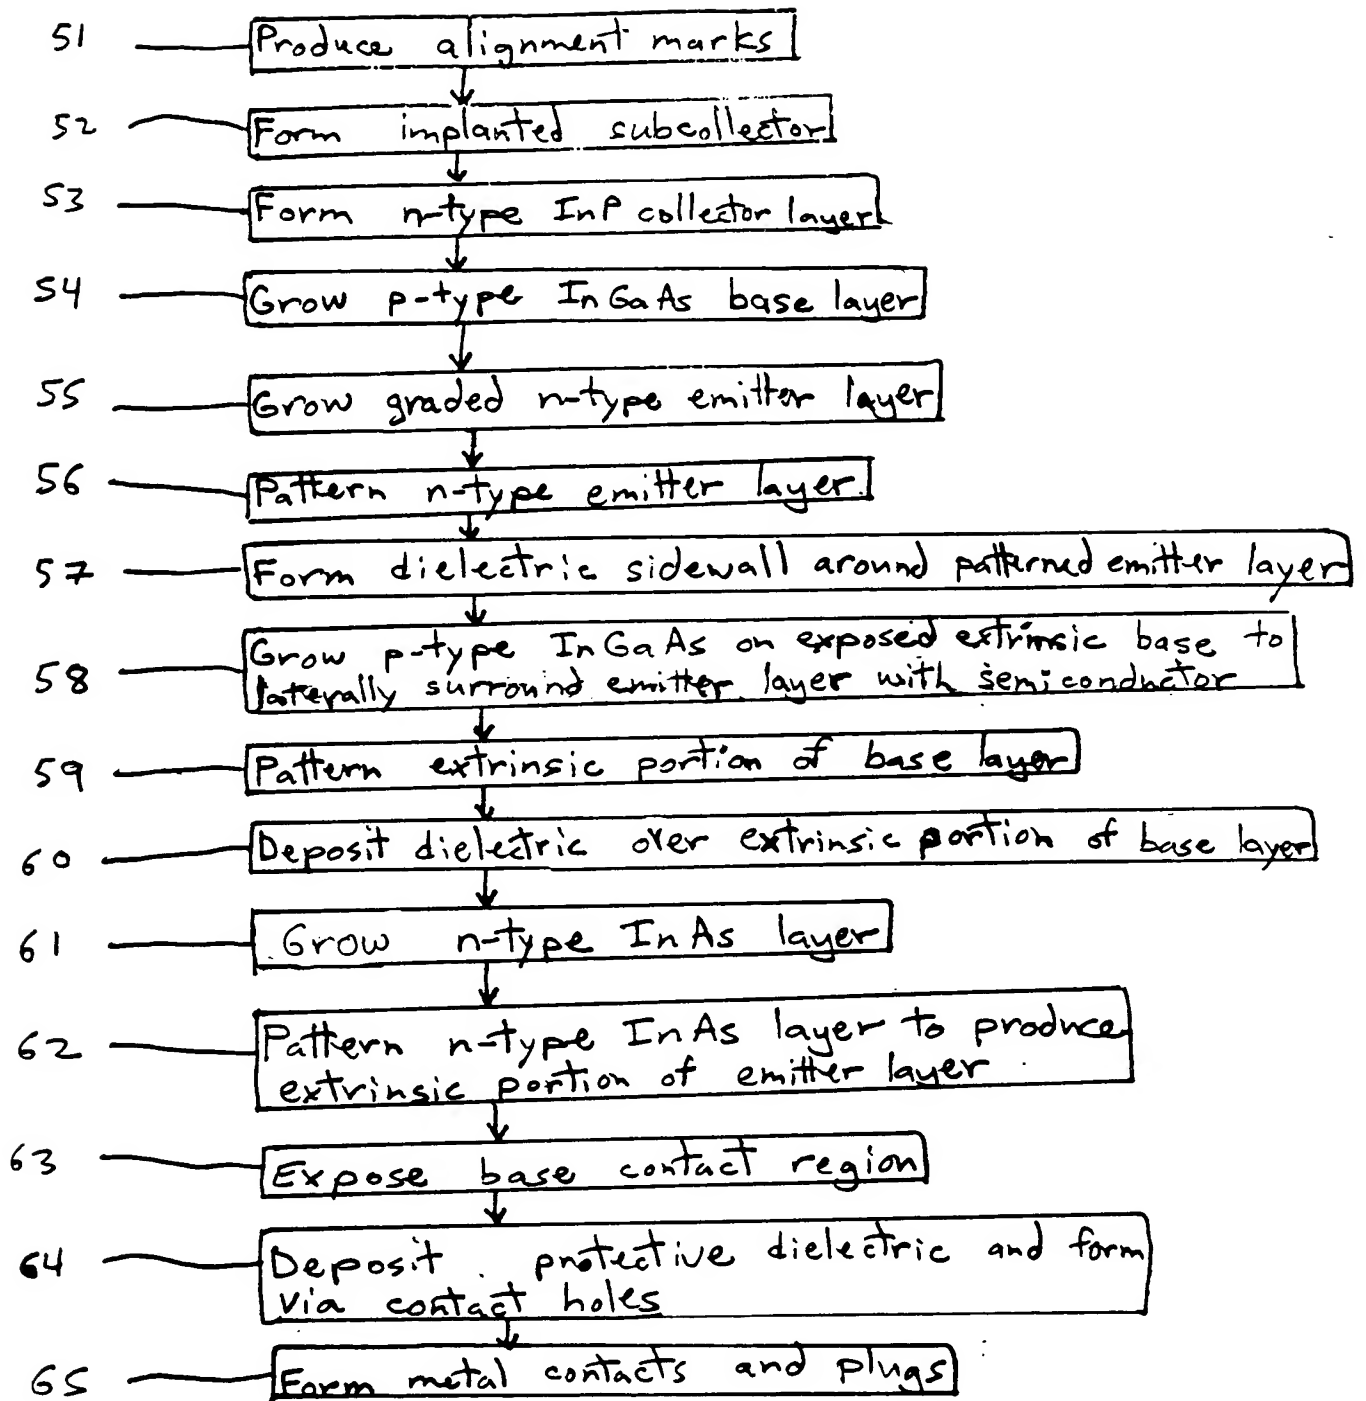 51 Produce alignment marks
52 Form implanted subcollector
53 Form n-type InP collector layer
54 Grow p-type InGaAs base layer
55 Grow graded n-type emitter layer
56 Pattern n-type emitter layer
57 Form dielectric sidewall around patterned emitter layer
58 Grow p-type InGaAs on exposed extrinsic base to
laterally surround emitter layer with semiconductor
59 Pattern extrinsic portion of base layer
60 Deposit dielectric over extrinsic portion of base layer
61 Grow n-type InAs layer
62 Pattern n-type InAs layer to produce
extrinsic portion of emitter layer
63 Expose base contact region
64 Deposit protective dielectric and form
via contact holes
65 Form metal contacts and plugs